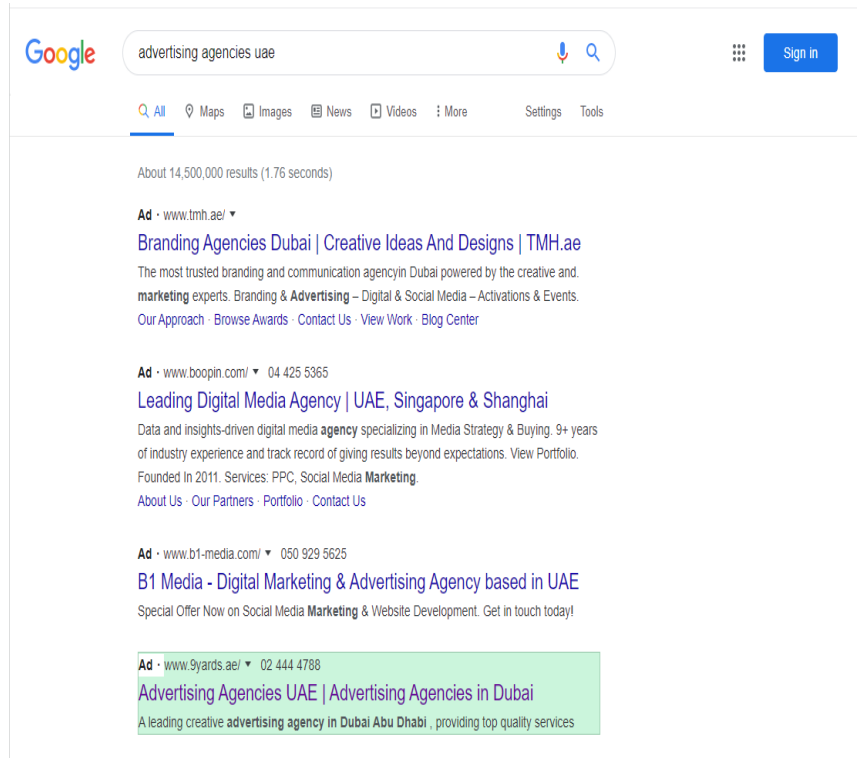 Google
advertising agencies uae
Sign in
All Maps Images News Videos More Settings Tools
About 14,500,000 results (1.76 seconds)
Ad · www.tmh.ae/
Branding Agencies Dubai | Creative Ideas And Designs | TMH.ae
The most trusted branding and communication agencyin Dubai powered by the creative and.
marketing experts. Branding & Advertising – Digital & Social Media – Activations & Events.
Our Approach · Browse Awards · Contact Us · View Work · Blog Center
Ad · www.boopin.com/ 04 425 5365
Leading Digital Media Agency | UAE, Singapore & Shanghai
Data and insights-driven digital media agency specializing in Media Strategy & Buying. 9+ years
of industry experience and track record of giving results beyond expectations. View Portfolio.
Founded In 2011. Services: PPC, Social Media Marketing.
About Us · Our Partners · Portfolio · Contact Us
Ad · www.b1-media.com/ 050 929 5625
B1 Media - Digital Marketing & Advertising Agency based in UAE
Special Offer Now on Social Media Marketing & Website Development. Get in touch today!
Ad · www.9yards.ae/ 02 444 4788
Advertising Agencies UAE | Advertising Agencies in Dubai
A leading creative advertising agency in Dubai Abu Dhabi , providing top quality services